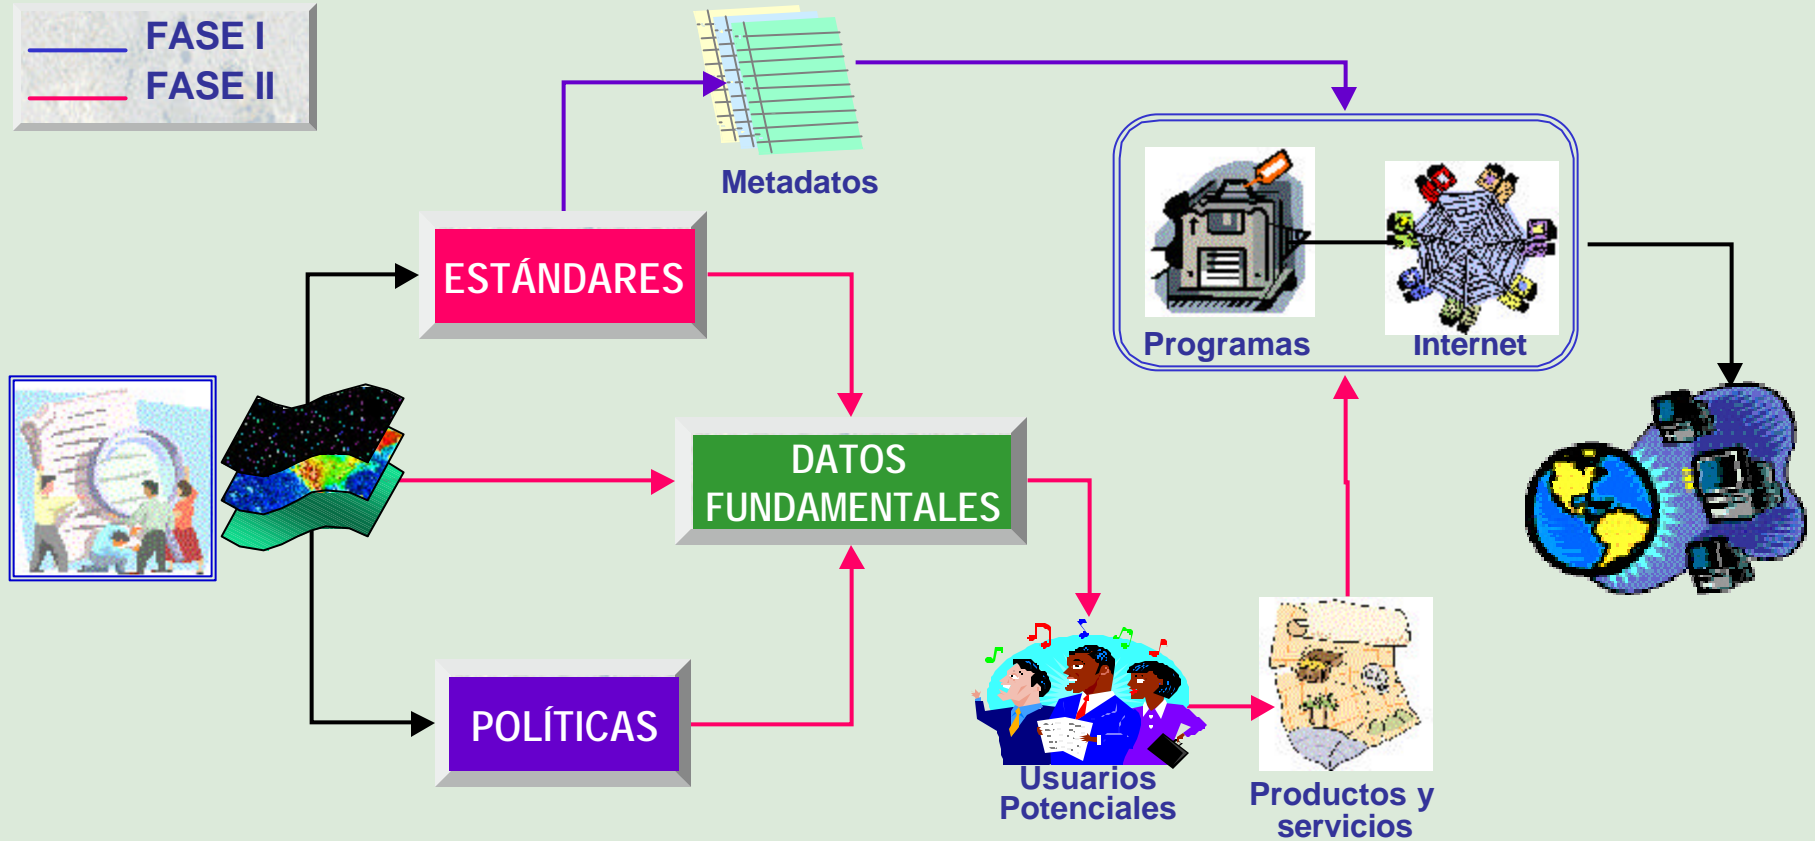 FASE I
FASE II
Metadatos
ESTÁNDARES
Programas
Internet
DATOS
FUNDAMENTALES
POLÍTICAS
Usuarios
Potenciales
Productos y
servicios